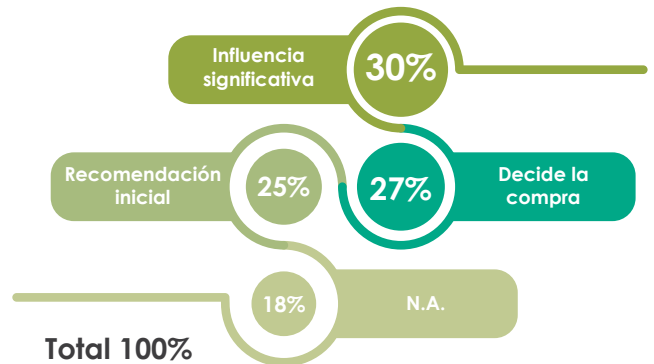 Influencia
significativa
30%
Recomendación
inicial
25%
27%
Decide la
compra
18%
N.A.
Total 100%